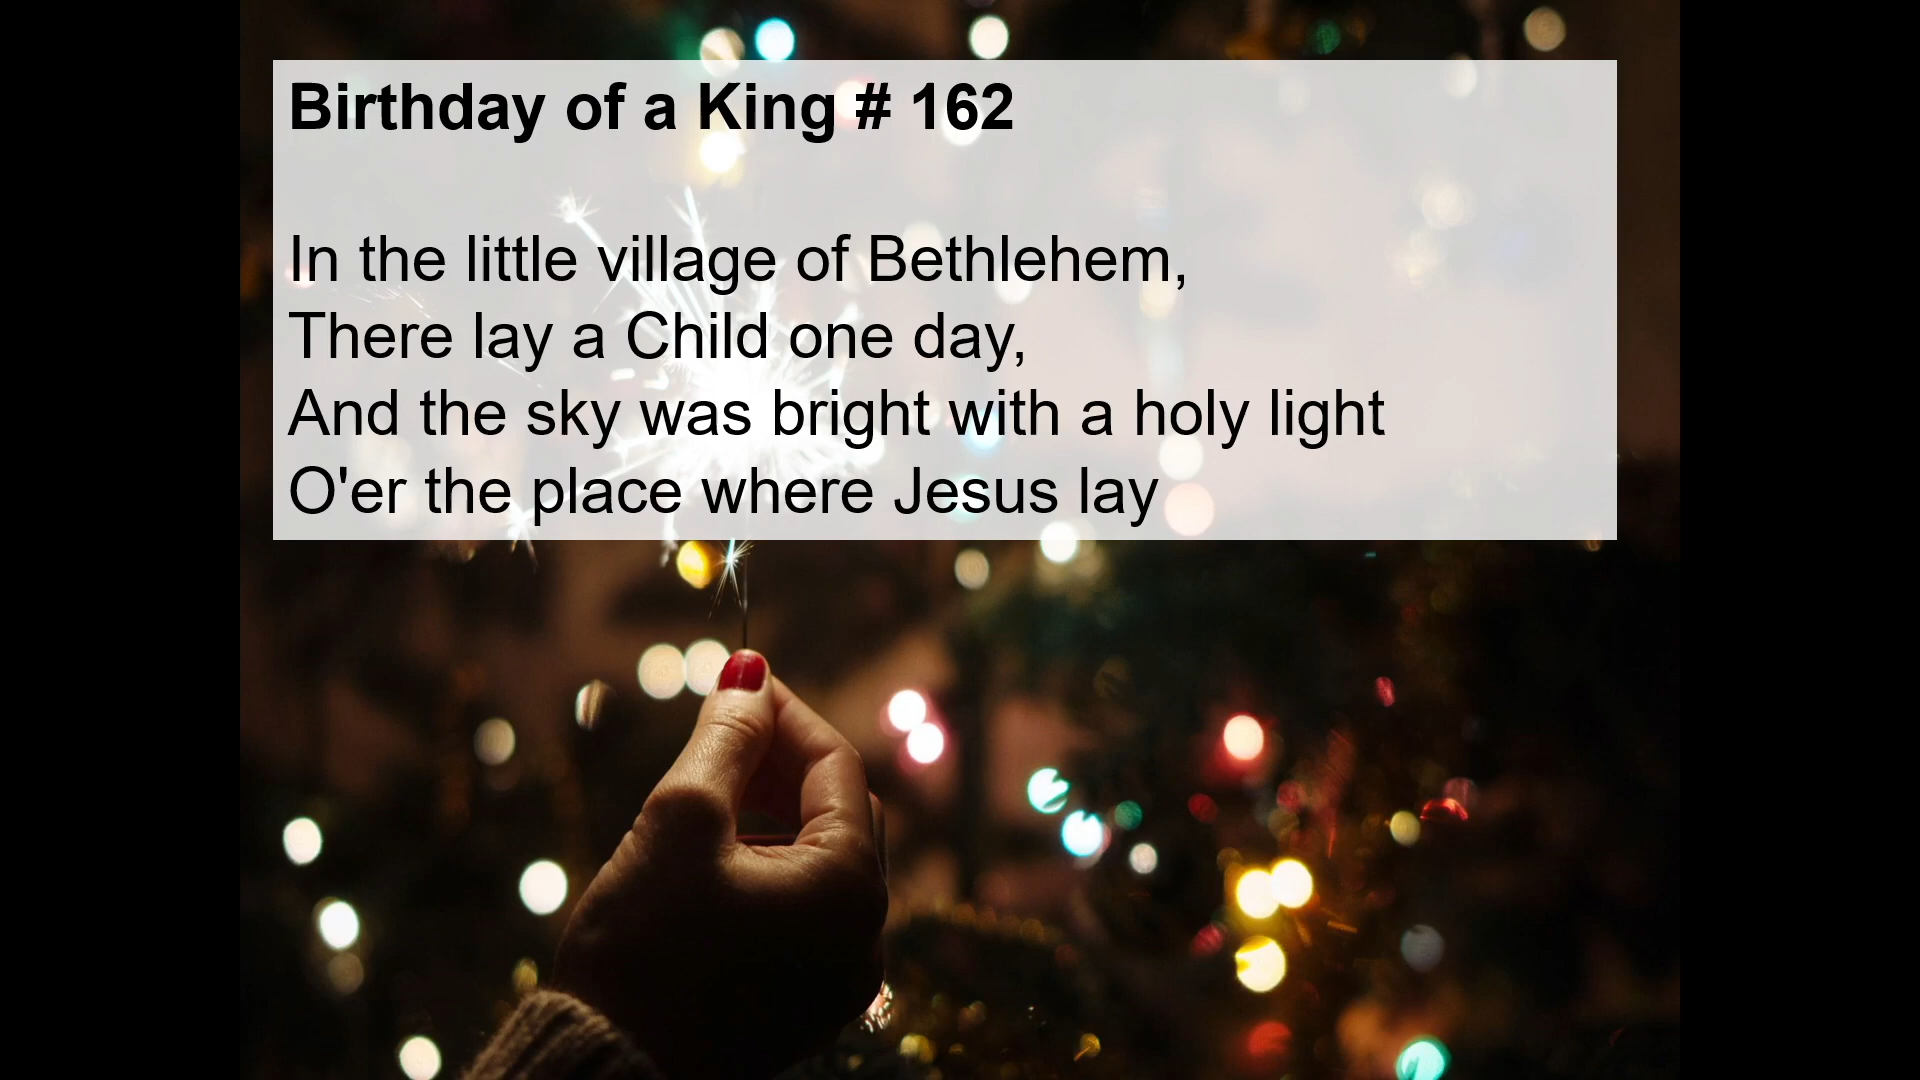 Birthday of a King # 162
In the little village of Bethlehem,
There lay a Child one day,
And the sky was bright with a holy light
O'er the place where Jesus lay